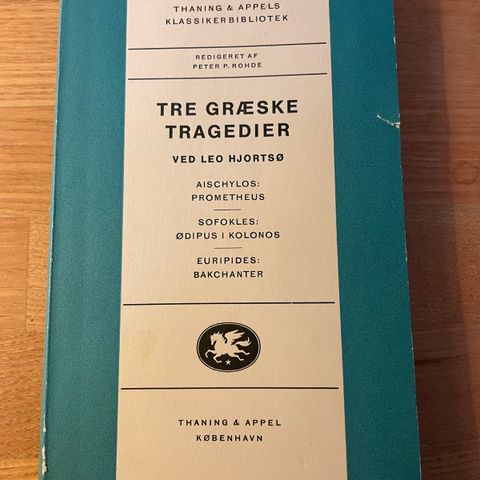 THANING & APPELS
KLASSIKERBIBLIOTEK
REDIGERET AF
PETER P. ROHDE
TRE GRÆSKE
TRAGEDIER
VED LEO HJORTSØ
AISCHYLOS:
PROMETHEUS
SOFOKLES:
ØDIPUS I KOLONOS
EURIPIDES:
BAKCHANTER
THANING & APPEL
KØBENHAVN